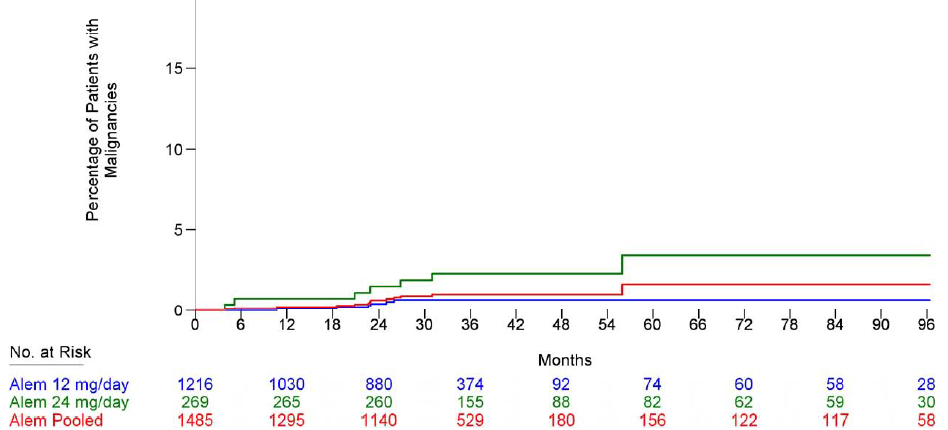 Percentage of Patients with
Malignancies
15
10
5
0
0 6 12 18 24 30 36 42 48 54 60 66 72 78 84 90 96
No. at Risk
Months
Alem 12 mg/day 1216 1030 880 374 92 74 60 58 28
Alem 24 mg/day 269 265 260 155 88 82 62 59 30
Alem Pooled 1485 1295 1140 529 180 156 122 117 58